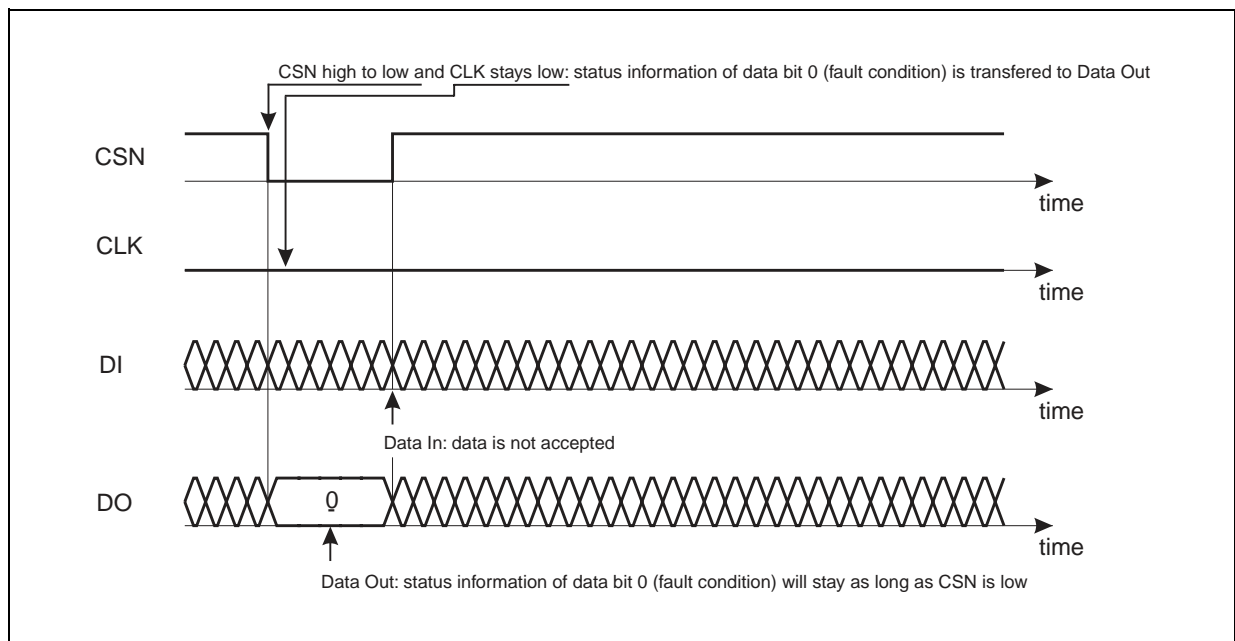 CSN high to low and CLK stays low: status information of data bit 0 (fault condition) is transfered to Data Out
CSN
time
CLK
time
DI
time
Data In: data is not accepted
DO
0
time
Data Out: status information of data bit 0 (fault condition) will stay as long as CSN is low